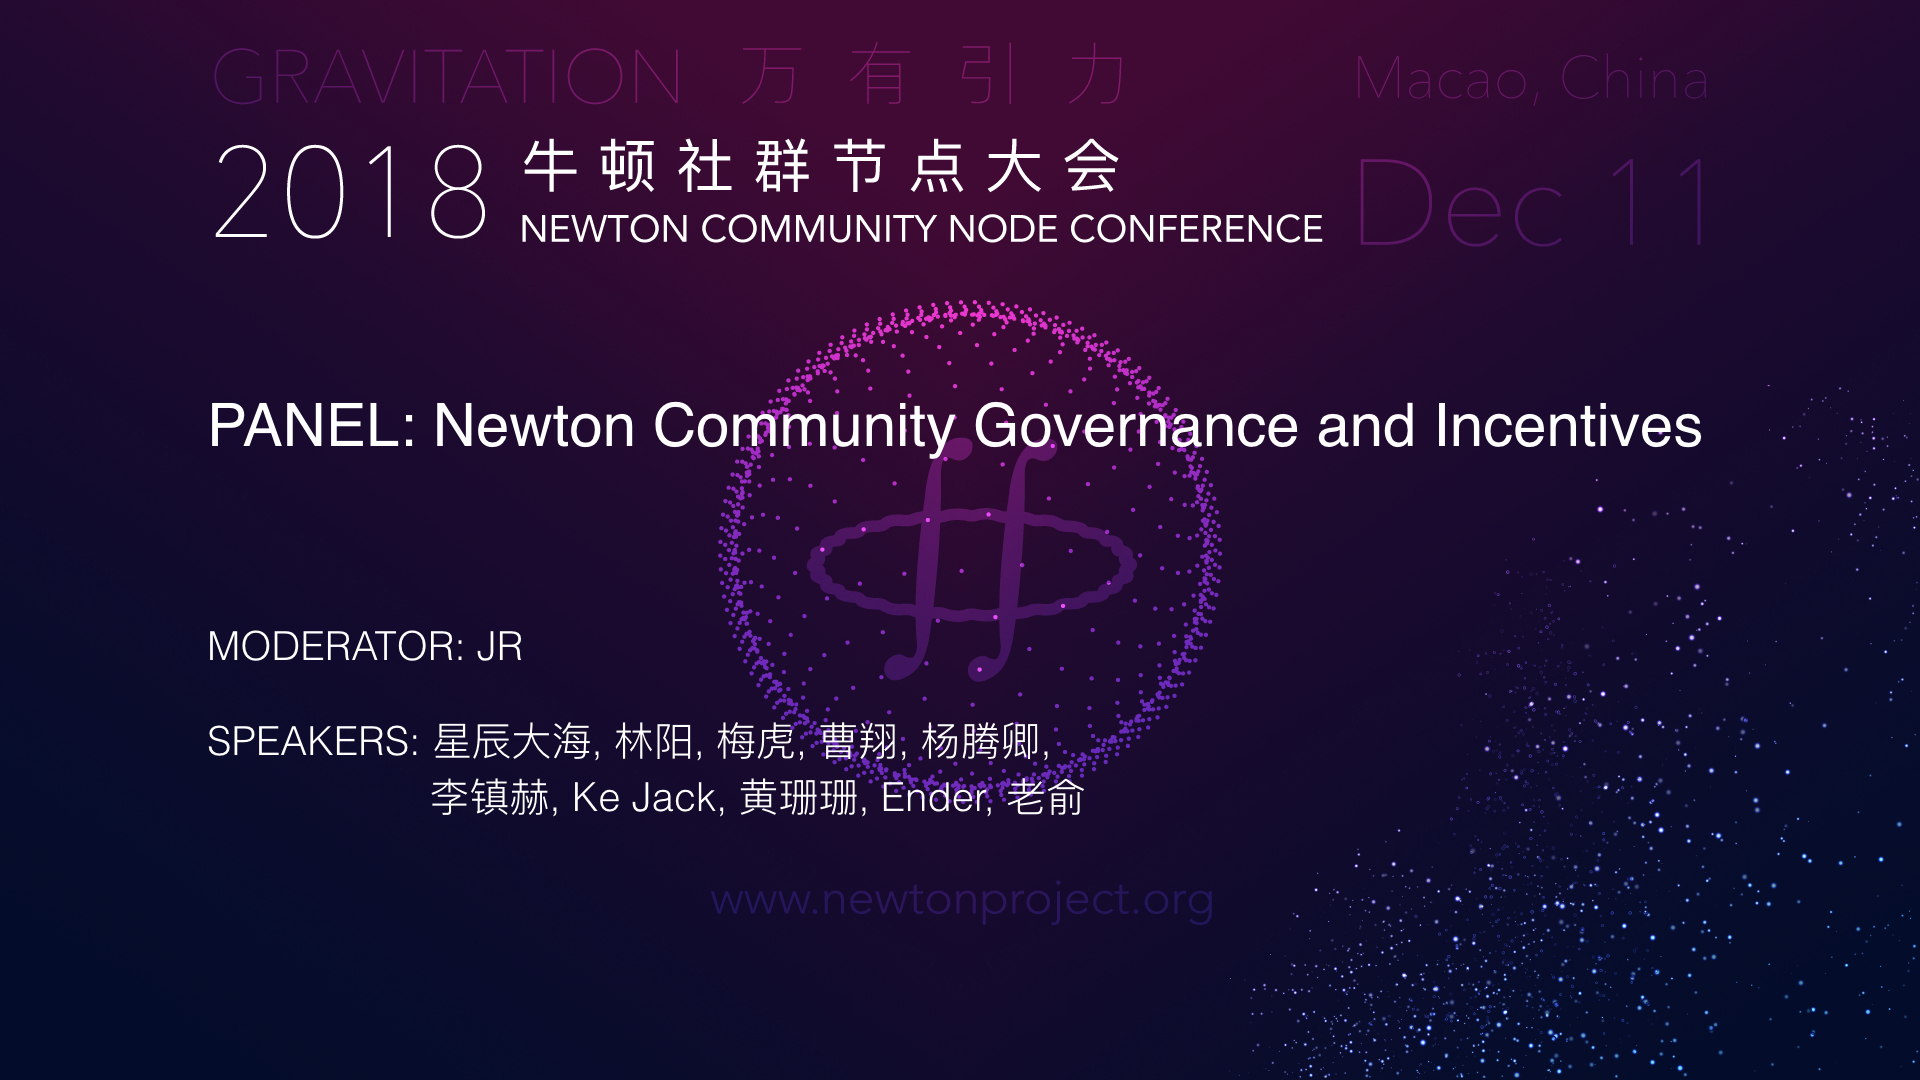 GRAVITATION 万有引力 Macao, China
2018 牛顿社群节点大会 Dec 11
NEWTON COMMUNITY NODE CONFERENCE
PANEL: Newton Community Governance and Incentives
MODERATOR: JR
SPEAKERS: 星辰大海, 林阳, 梅虎, 曹翔, 杨腾卿,
李镇赫, Ke Jack, 黄珊珊, Ender, 老俞
www.newtonproject.org